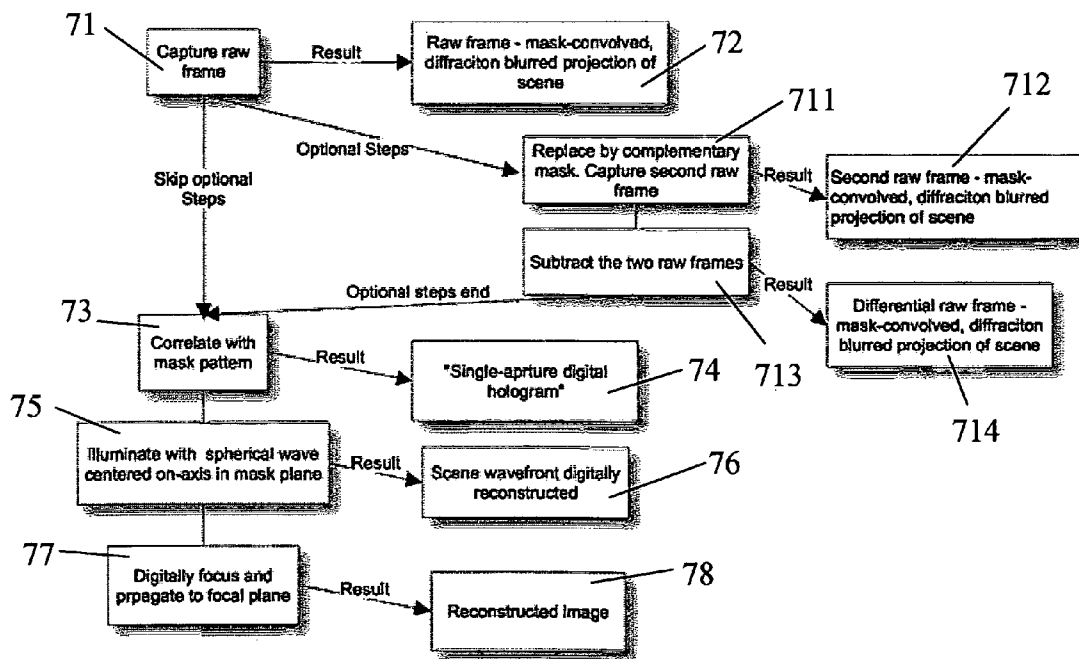 71
Capture raw
frame
Result
Raw frame - mask-convolved,
diffraciton blurred projection of
scene
72
Optional Steps
Skip optional
Steps
711
Replace by complementary
mask. Capture second raw
frame
Result
712
Second raw frame - mask-
convolved, diffraciton blurred
projection of scene
Subtract the two raw frames
713
Result
Differential raw frame -
mask-convolved, diffraciton
blurred projection of scene
714
Optional steps end
73
Correlate with
mask pattern
Result
"Single-aprture digital
hologram"
74
75
Illuminate with spherical wave
centered on-axis in mask plane
Result
Scene wavefront digitally
reconstructed
76
77
Digitally focus and
prpagate to focal plane
Result
Reconstructed Image
78